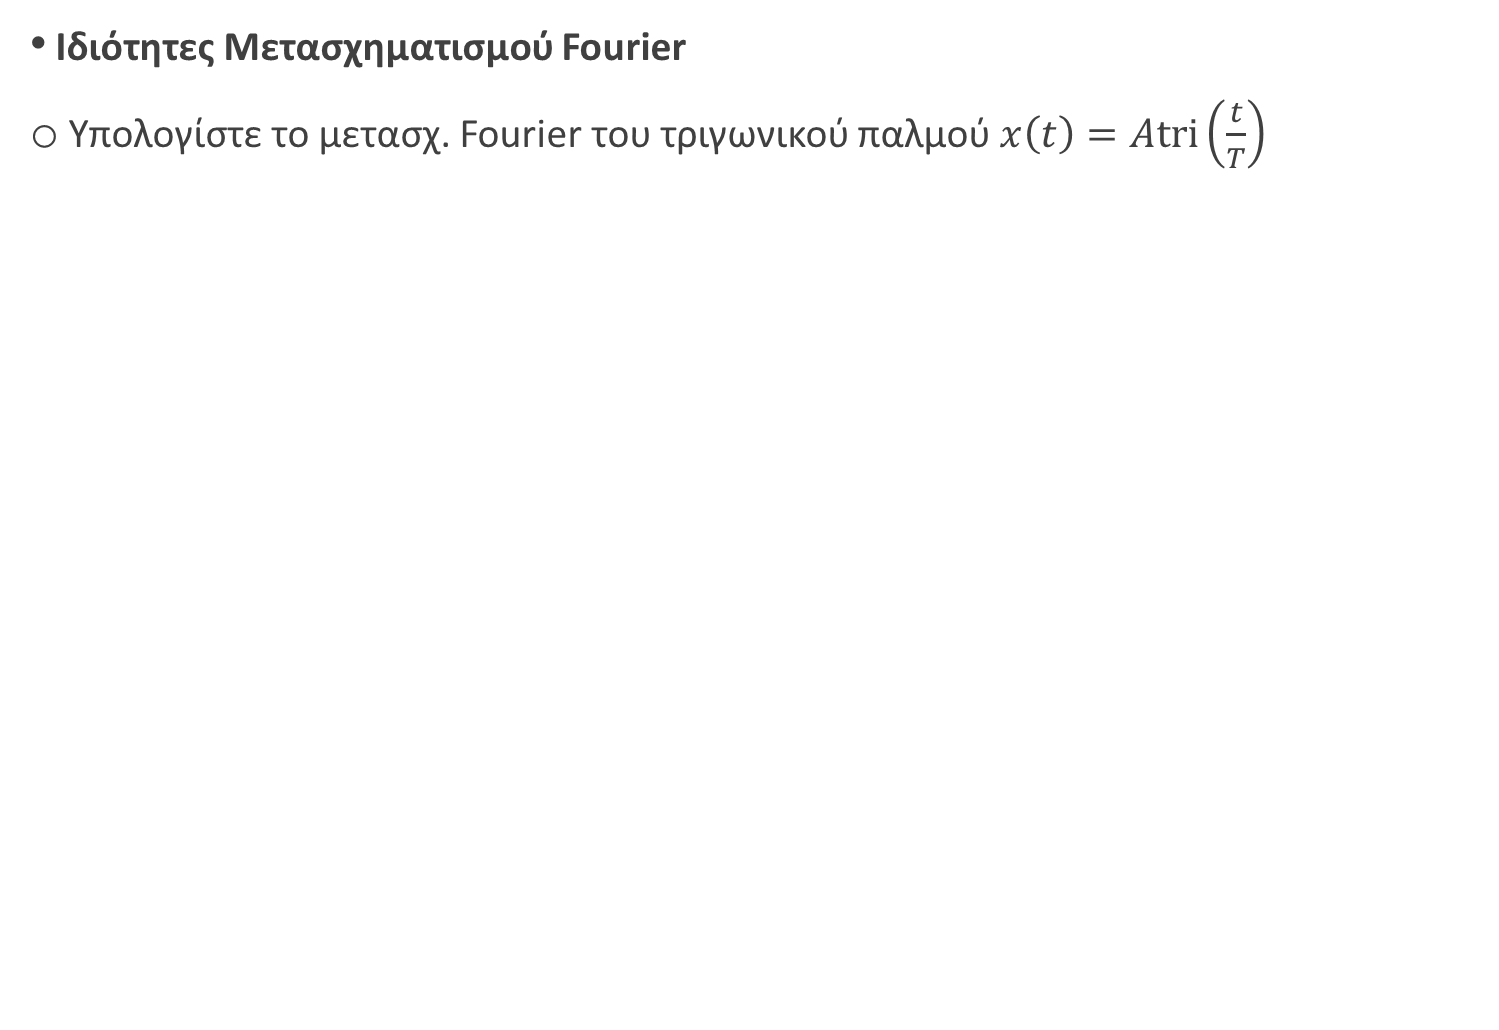 • Ιδιότητες Μετασχηματισμού Fourier
○ Υπολογίστε το μετασχ. Fourier του τριγωνικού παλμού x(t) = Atri(t/T)